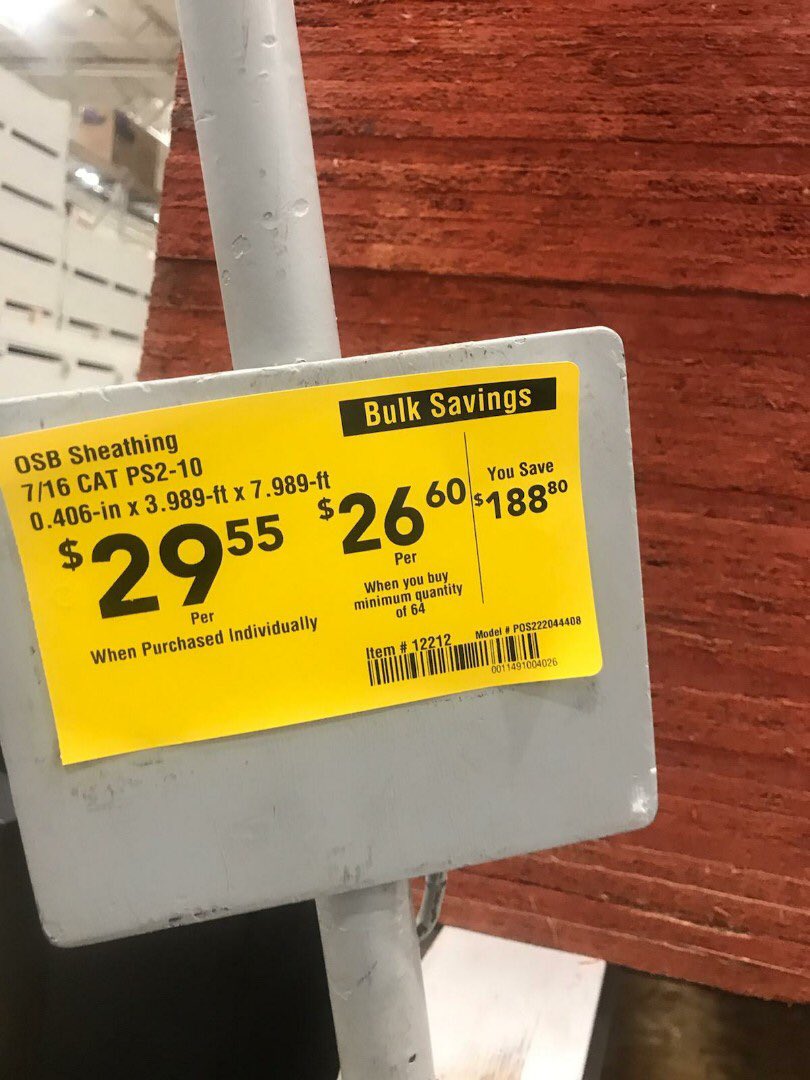 Bulk Savings
OSB Sheathing
7/16 CAT PS2-10
0.406-in x 3.989-ft x 7.989-ft
$29.55
Per
When Purchased Individually
$26.60
Per
When you buy
minimum quantity
of 64
You Save
$188.80
Item # 12212
Model # POS222044408
0011491004026